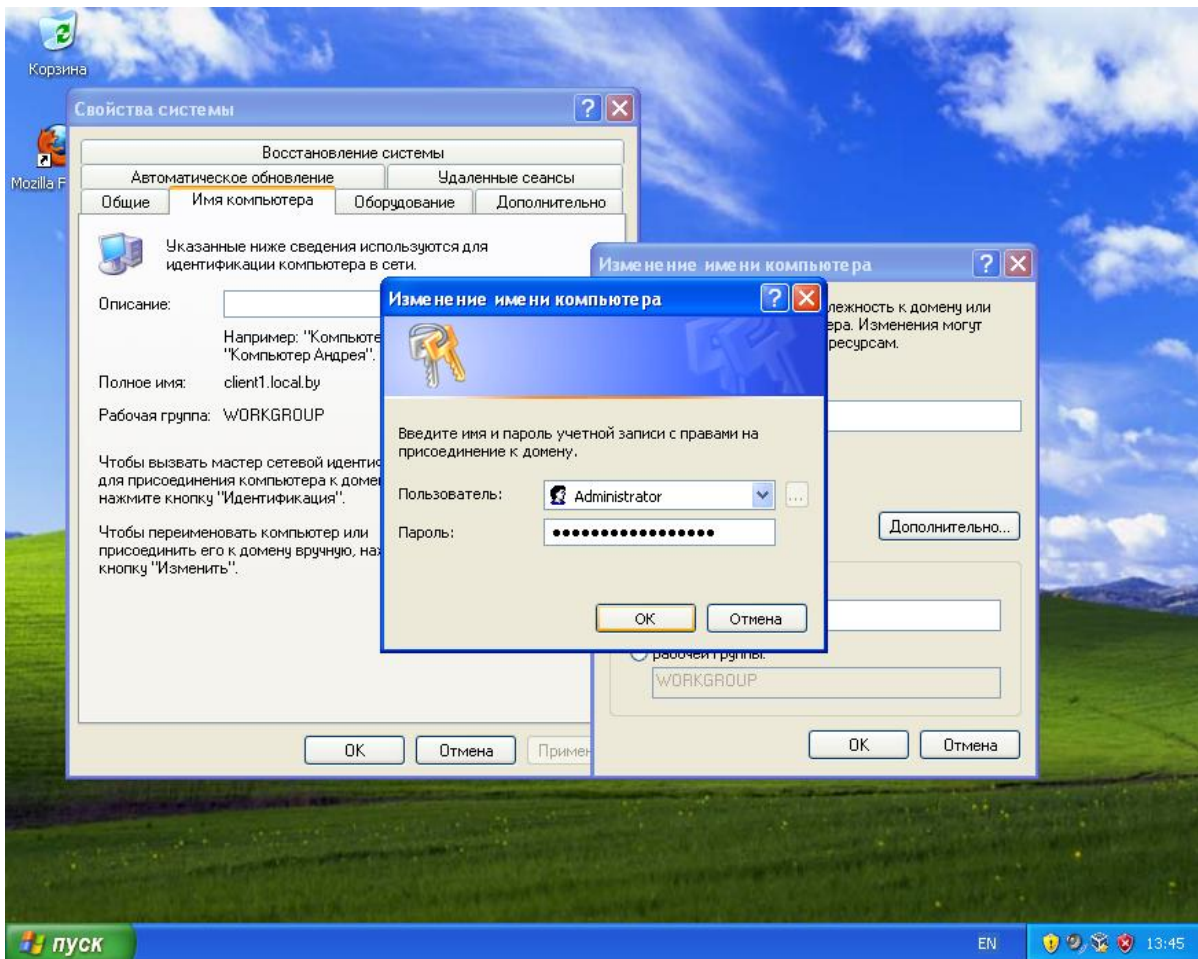 Корзина
Mozilla F
Свойства системы
Восстановление системы
Автоматическое обновление
Удаленные сеансы
Общие
Имя компьютера
Оборудование
Дополнительно
Указанные ниже сведения используются для
идентификации компьютера в сети.
Описание:
Например: "Компьюте
"Компьютер Андрея".
Полное имя:
client1.local.by
Рабочая группа:
WORKGROUP
Чтобы вызвать мастер сетевой идентиф
для присоединения компьютера к домен
нажмите кнопку "Идентификация".
Чтобы переименовать компьютер или
присоединить его к домену вручную, на
кнопку "Изменить".
OK
Отмена
Примен
Изменение имени компьютера
лежность к домену или
ера. Изменения могут
ресурсам.
Дополнительно...
рабочей группы:
WORKGROUP
OK
Отмена
Изменение имени компьютера
Введите имя и пароль учетной записи с правами на
присоединение к домену.
Пользователь:
Administrator
...
Пароль:
●●●●●●●●●●●●●●●●●
OK
Отмена
пуск
EN
13:45